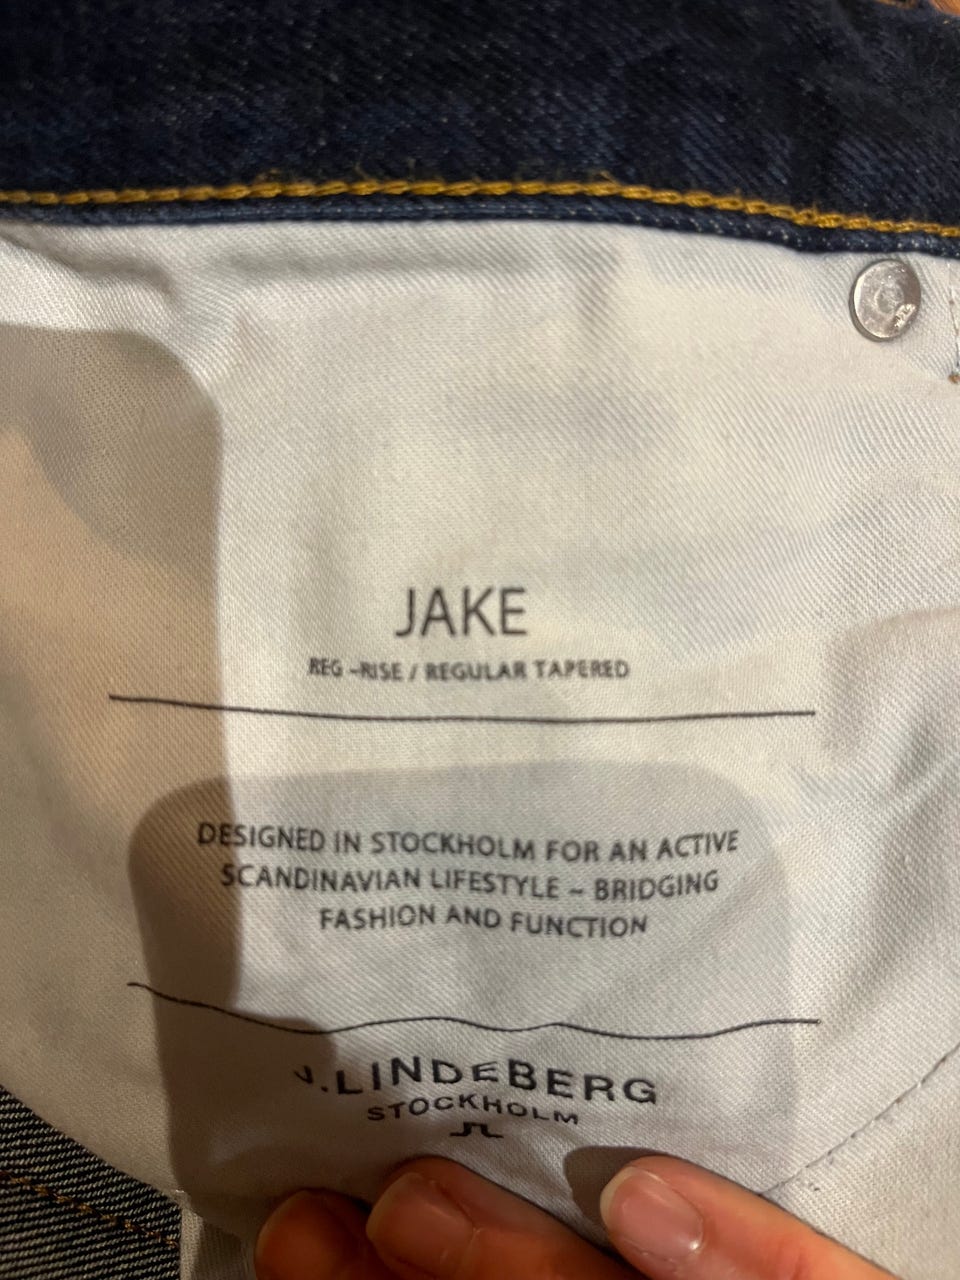 JAKE
REG -RISE / REGULAR TAPERED
DESIGNED IN STOCKHOLM FOR AN ACTIVE
SCANDINAVIAN LIFESTYLE – BRIDGING
FASHION AND FUNCTION
J.LINDEBERG
STOCKHOLM
JL